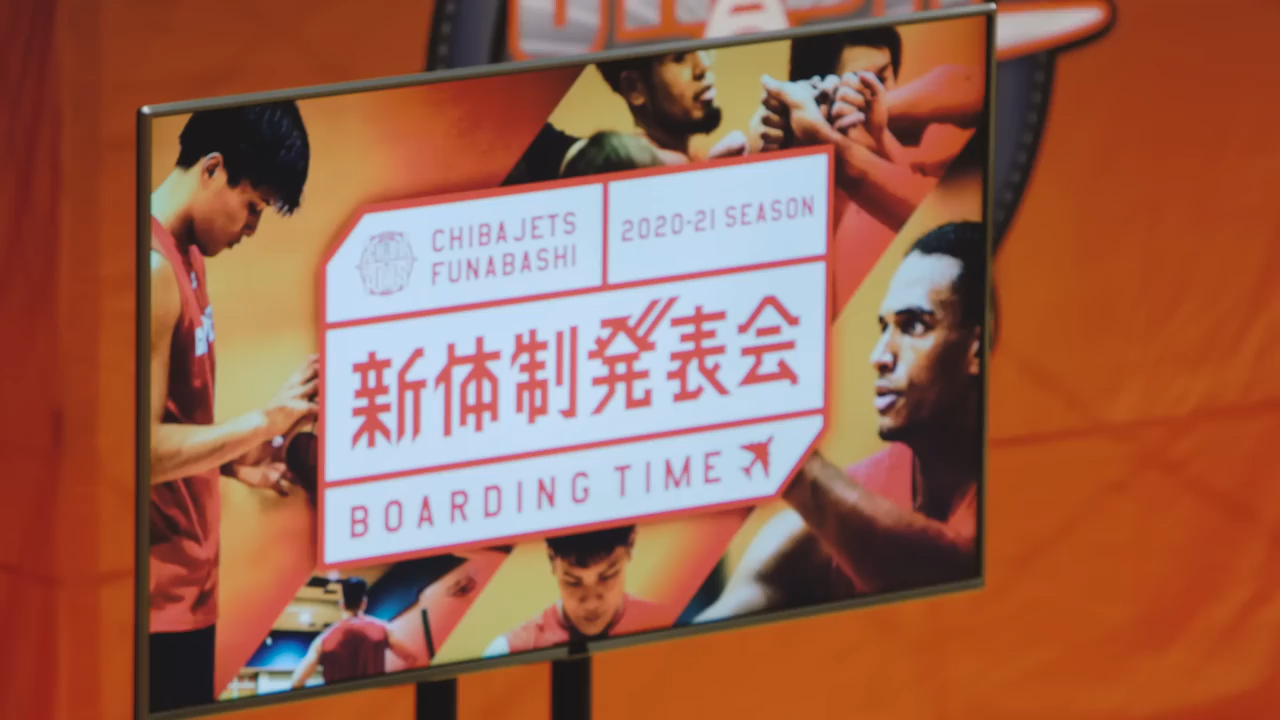 CHIBAJETS
FUNABASHI
2020-21 SEASON
新体制発表会
BOARDING TIME